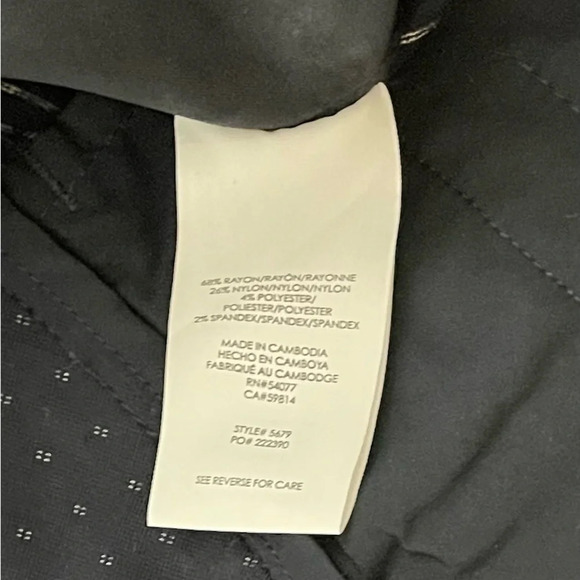 68% RAYON/RAYÓN/RAYONNE
26% NYLON/NYLON/NYLON
4% POLYESTER/
POLIESTER/POLYESTER
2% SPANDEX/SPANDEX/SPANDEX
MADE IN CAMBODIA
HECHO EN CAMBOYA
FABRIQUÉ AU CAMBODGE
RN#54077
CA#59814
STYLE# 5679
PO# 222390
SEE REVERSE FOR CARE